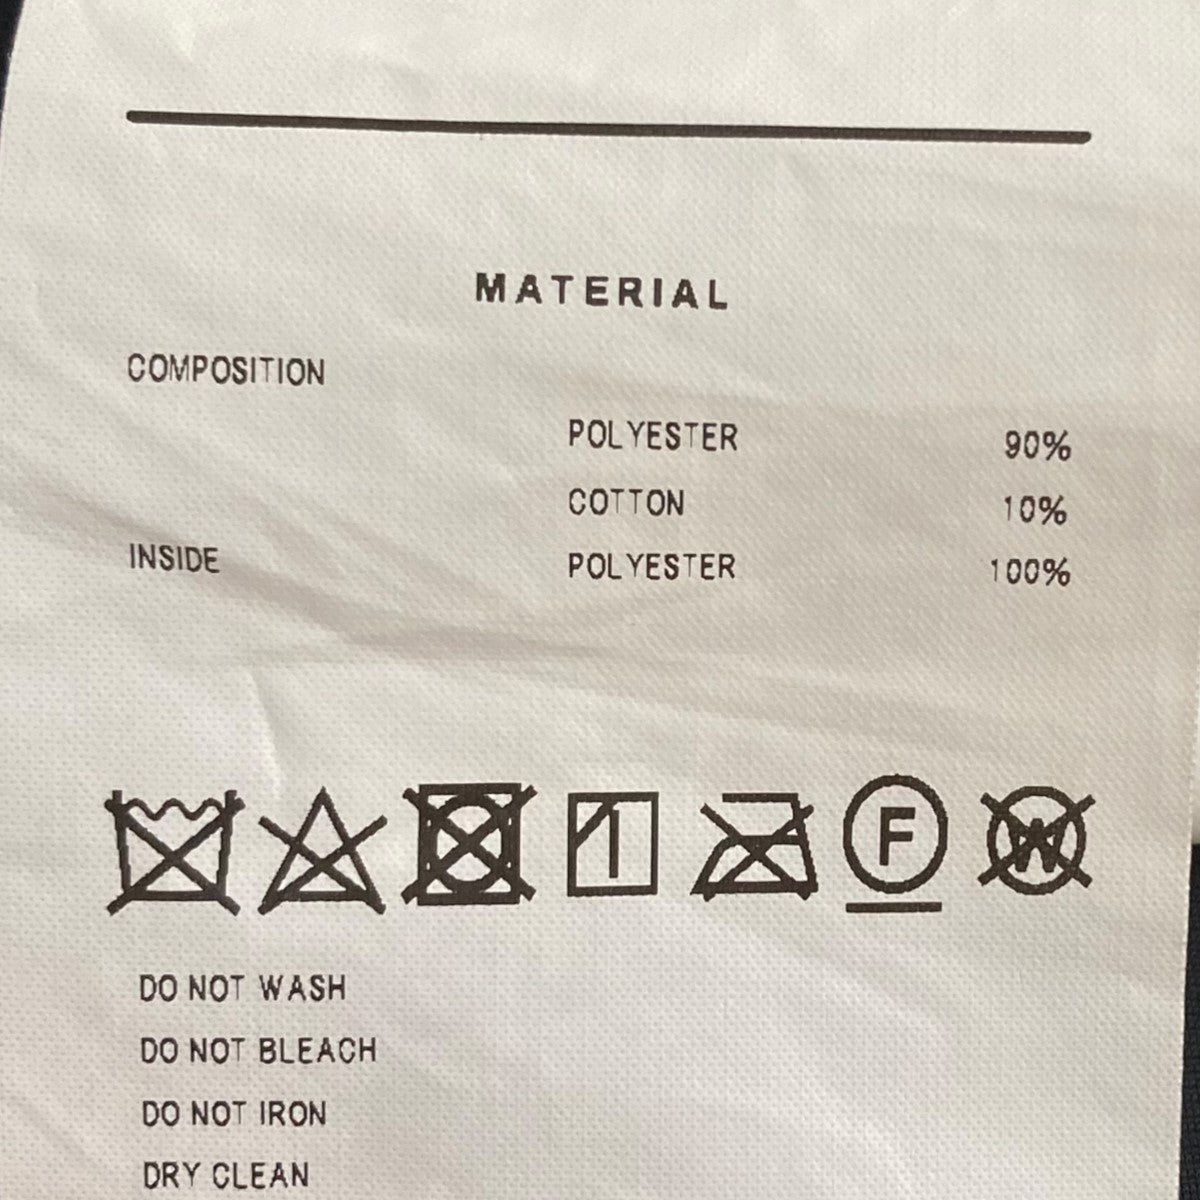 MATERIAL
COMPOSITION
POLYESTER 90%
COTTON 10%
INSIDE POLYESTER 100%
F W
DO NOT WASH
DO NOT BLEACH
DO NOT IRON
DRY CLEAN